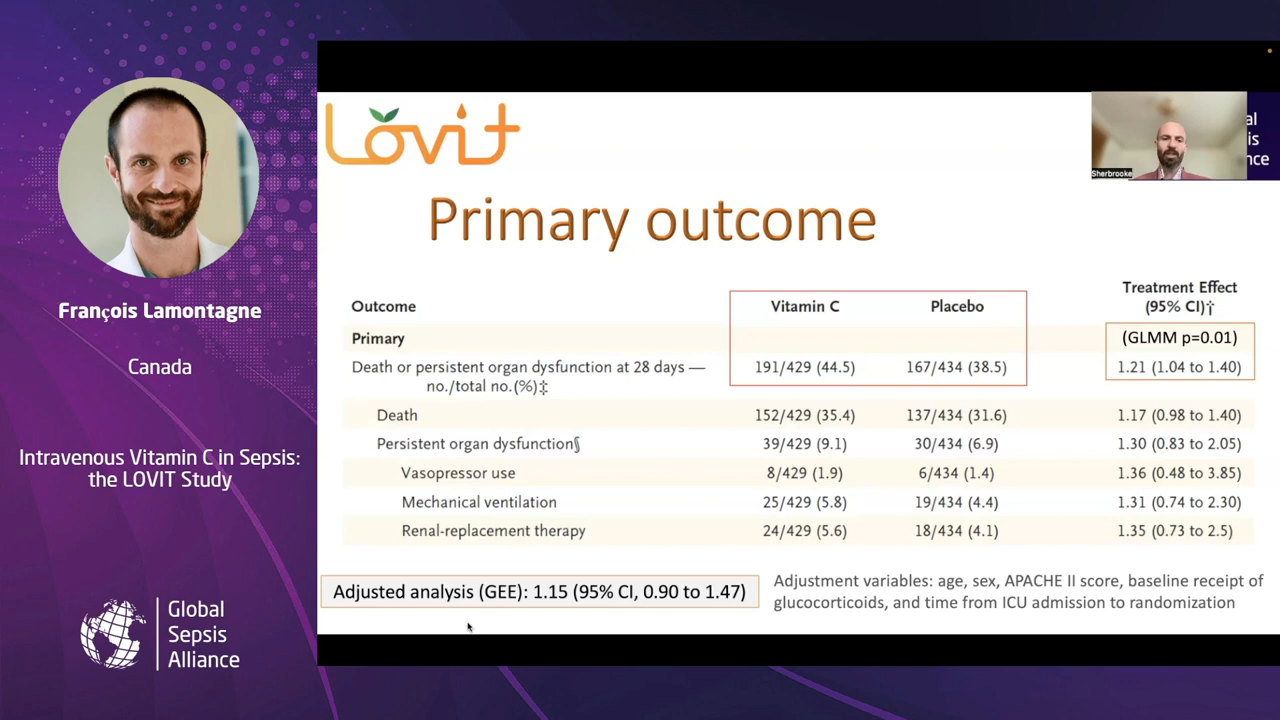 François Lamontagne
Canada
Intravenous Vitamin C in Sepsis:
the LOVIT Study
Global
Sepsis
Alliance
Lovit
Sherbrooke
al
is
nce
Primary outcome
Outcome Vitamin C Placebo Treatment Effect
(95% CI)†
Primary (GLMM p=0.01)
Death or persistent organ dysfunction at 28 days — 191/429 (44.5) 167/434 (38.5) 1.21 (1.04 to 1.40)
no./total no.(%)‡
Death 152/429 (35.4) 137/434 (31.6) 1.17 (0.98 to 1.40)
Persistent organ dysfunction§ 39/429 (9.1) 30/434 (6.9) 1.30 (0.83 to 2.05)
Vasopressor use 8/429 (1.9) 6/434 (1.4) 1.36 (0.48 to 3.85)
Mechanical ventilation 25/429 (5.8) 19/434 (4.4) 1.31 (0.74 to 2.30)
Renal-replacement therapy 24/429 (5.6) 18/434 (4.1) 1.35 (0.73 to 2.5)
Adjusted analysis (GEE): 1.15 (95% CI, 0.90 to 1.47)
Adjustment variables: age, sex, APACHE II score, baseline receipt of
glucocorticoids, and time from ICU admission to randomization